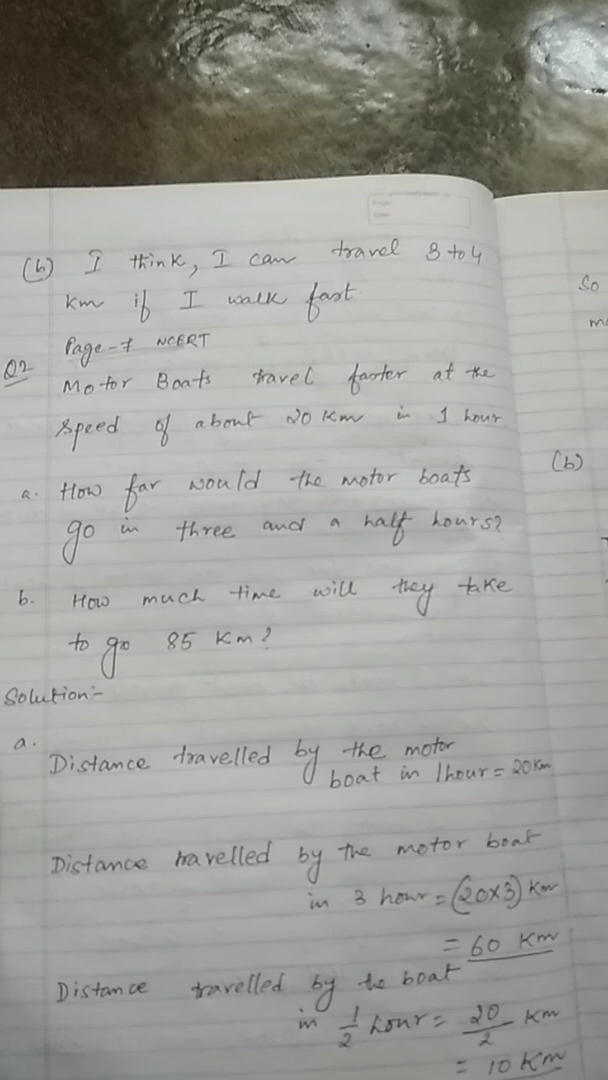 (b) I think, I can travel 3 to 4
km if I walk fast.
Page-7 NCERT
Q2 Motor Boats travel faster at the
speed of about 20 km in 1 hour
a. How far would the motor boats
go in three and a half hours?
b. How much time will they take
to go 85 km?
Solution:-
a. Distance travelled by the motor
boat in 1 hour = 20 km
Distance travelled by the motor boat
in 3 hour = (20×3) km
= 60 km
Distance travelled by the boat
in 1/2 hour = 20/2 km
= 10 km
So
(b)